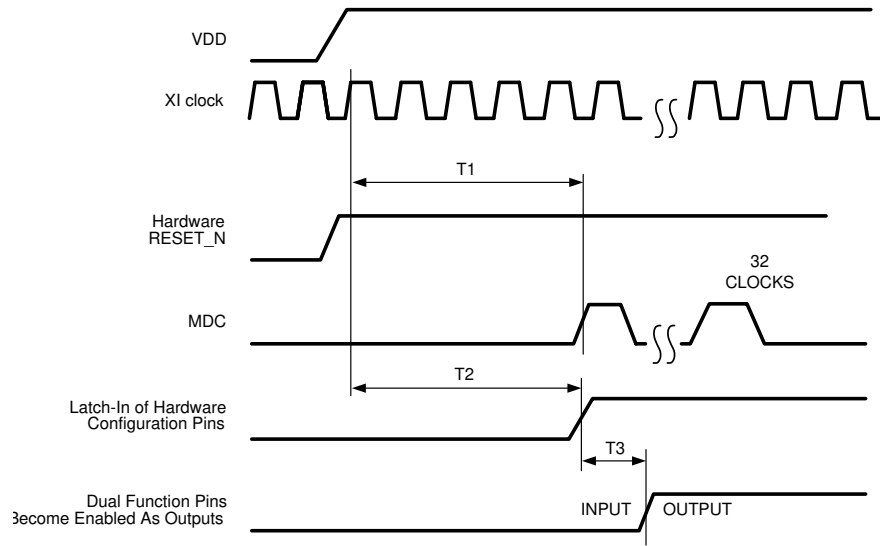 VDD
XI clock
T1
Hardware
RESET_N
32
CLOCKS
MDC
T2
Latch-In of Hardware
Configuration Pins
T3
Dual Function Pins
Become Enabled As Outputs
INPUT
OUTPUT